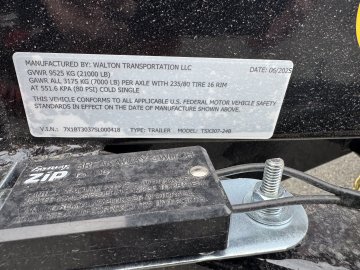 MANUFACTURED BY: WALTON TRANSPORTATION LLC DATE: 06/2025
GVWR 9525 KG (21000 LB)
GAWR ALL 3175 KG (7000 LB) PER AXLE WITH 235/80 TIRE 16 RIM
AT 551.6 KPA (80 PSI) COLD SINGLE
THIS VEHICLE CONFORMS TO ALL APPLICABLE U.S. FEDERAL MOTOR VEHICLE SAFETY
STANDARDS IN EFFECT ON THE DATE OF MANUFACTURE SHOWN ABOVE.
V.I.N.: 7X1BT3037SL000418 TYPE: TRAILER MODEL: TSX307-24B
ZIP